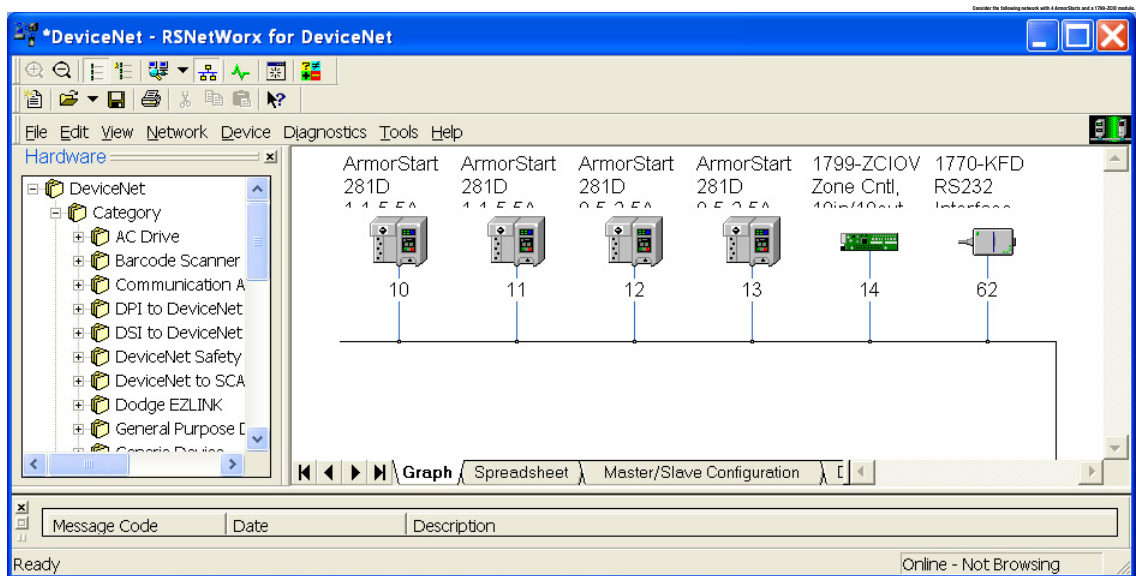 Consider the following network with 4 ArmorStarts and a 1799-ZCIO module.
*DeviceNet - RSNetWorx for DeviceNet
File Edit View Network Device Diagnostics Tools Help
Hardware
DeviceNet
Category
AC Drive
Barcode Scanner
Communication A
DPI to DeviceNet
DSI to DeviceNet
DeviceNet Safety
DeviceNet to SCA
Dodge EZLINK
General Purpose D
Generic Device
ArmorStart ArmorStart ArmorStart ArmorStart 1799-ZCIOV 1770-KFD
281D 281D 281D 281D Zone Cntl, RS232
10 11 12 13 14 62
Graph Spreadsheet Master/Slave Configuration
Message Code Date Description
Ready Online - Not Browsing